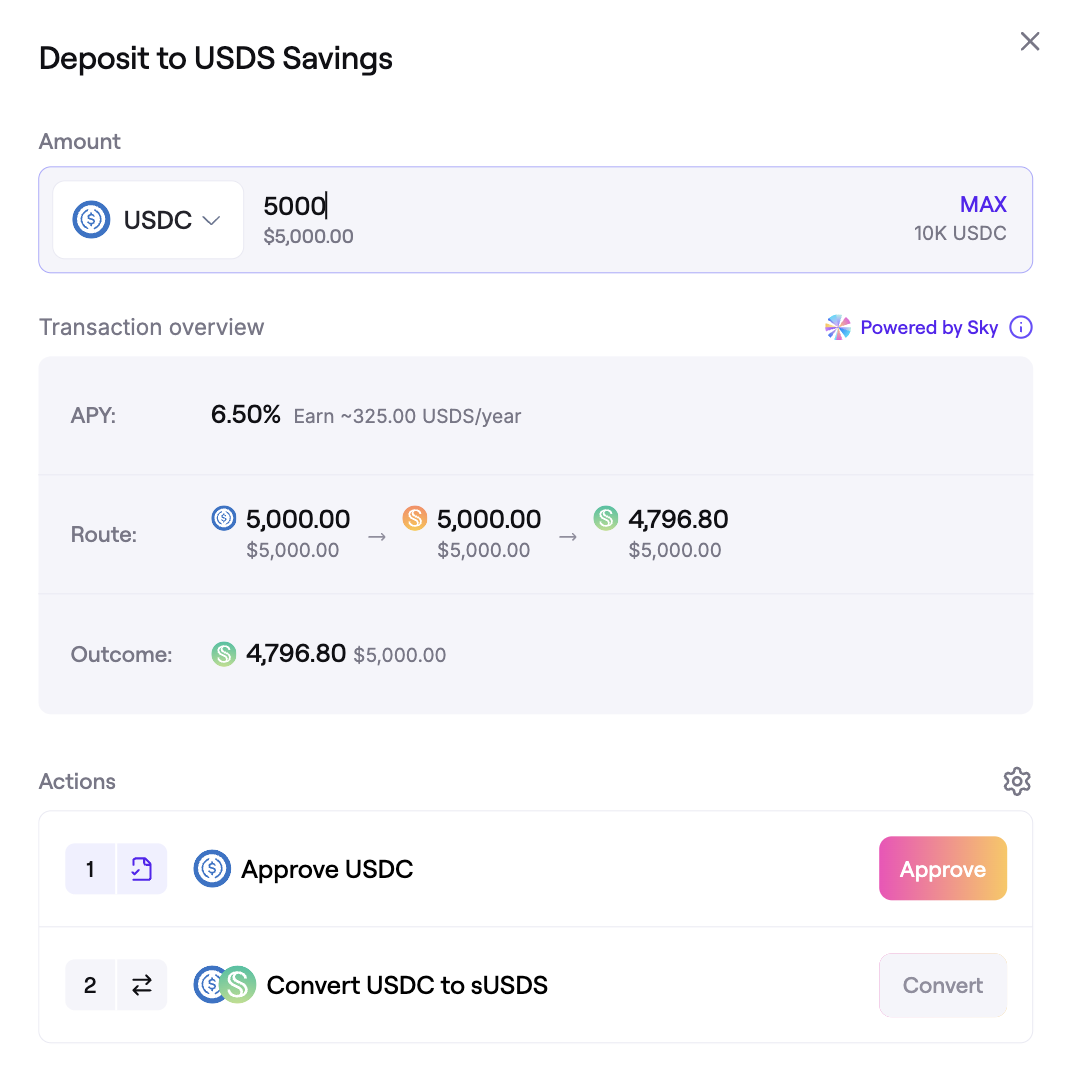 Deposit to USDS Savings
Amount
USDC 5000 MAX
$5,000.00 10K USDC
Transaction overview Powered by Sky
APY: 6.50% Earn ~325.00 USDS/year
Route: 5,000.00 → 5,000.00 → 4,796.80
$5,000.00 $5,000.00 $5,000.00
Outcome: 4,796.80 $5,000.00
Actions
1 Approve USDC Approve
2 Convert USDC to sUSDS Convert